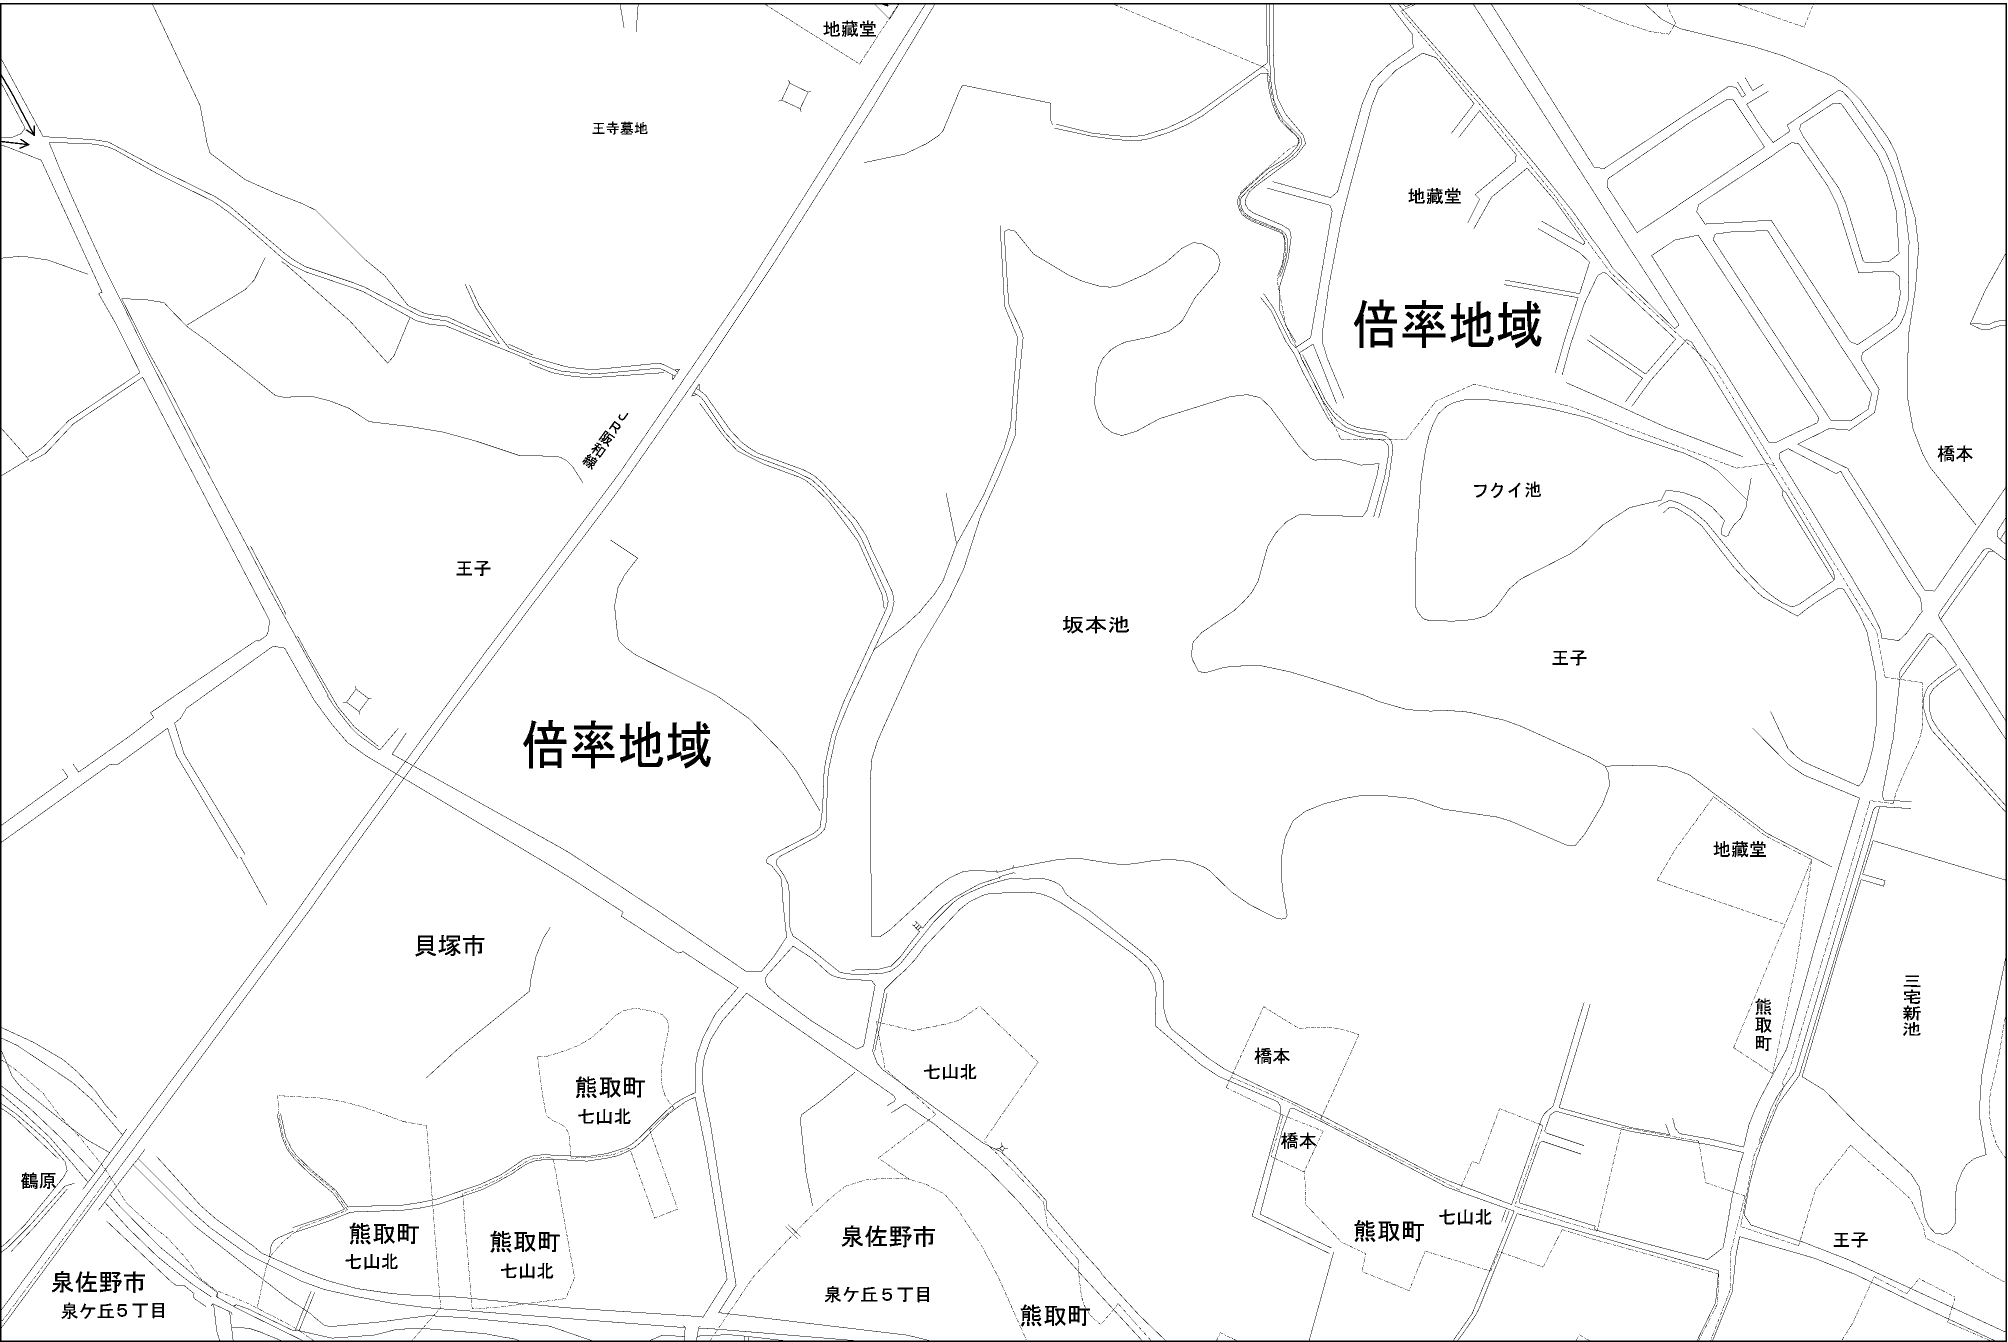 地藏堂
王寺墓地
地藏堂
倍率地域
橋本
JR阪和線
フクイ池
王子
坂本池
王子
倍率地域
地藏堂
貝塚市
三宅新池
熊取町
橋本
七山北
熊取町
七山北
橋本
鶴原
熊取町
七山北
熊取町
七山北
泉佐野市
熊取町
七山北
王子
泉佐野市
泉ケ丘５丁目
泉ケ丘５丁目
熊取町